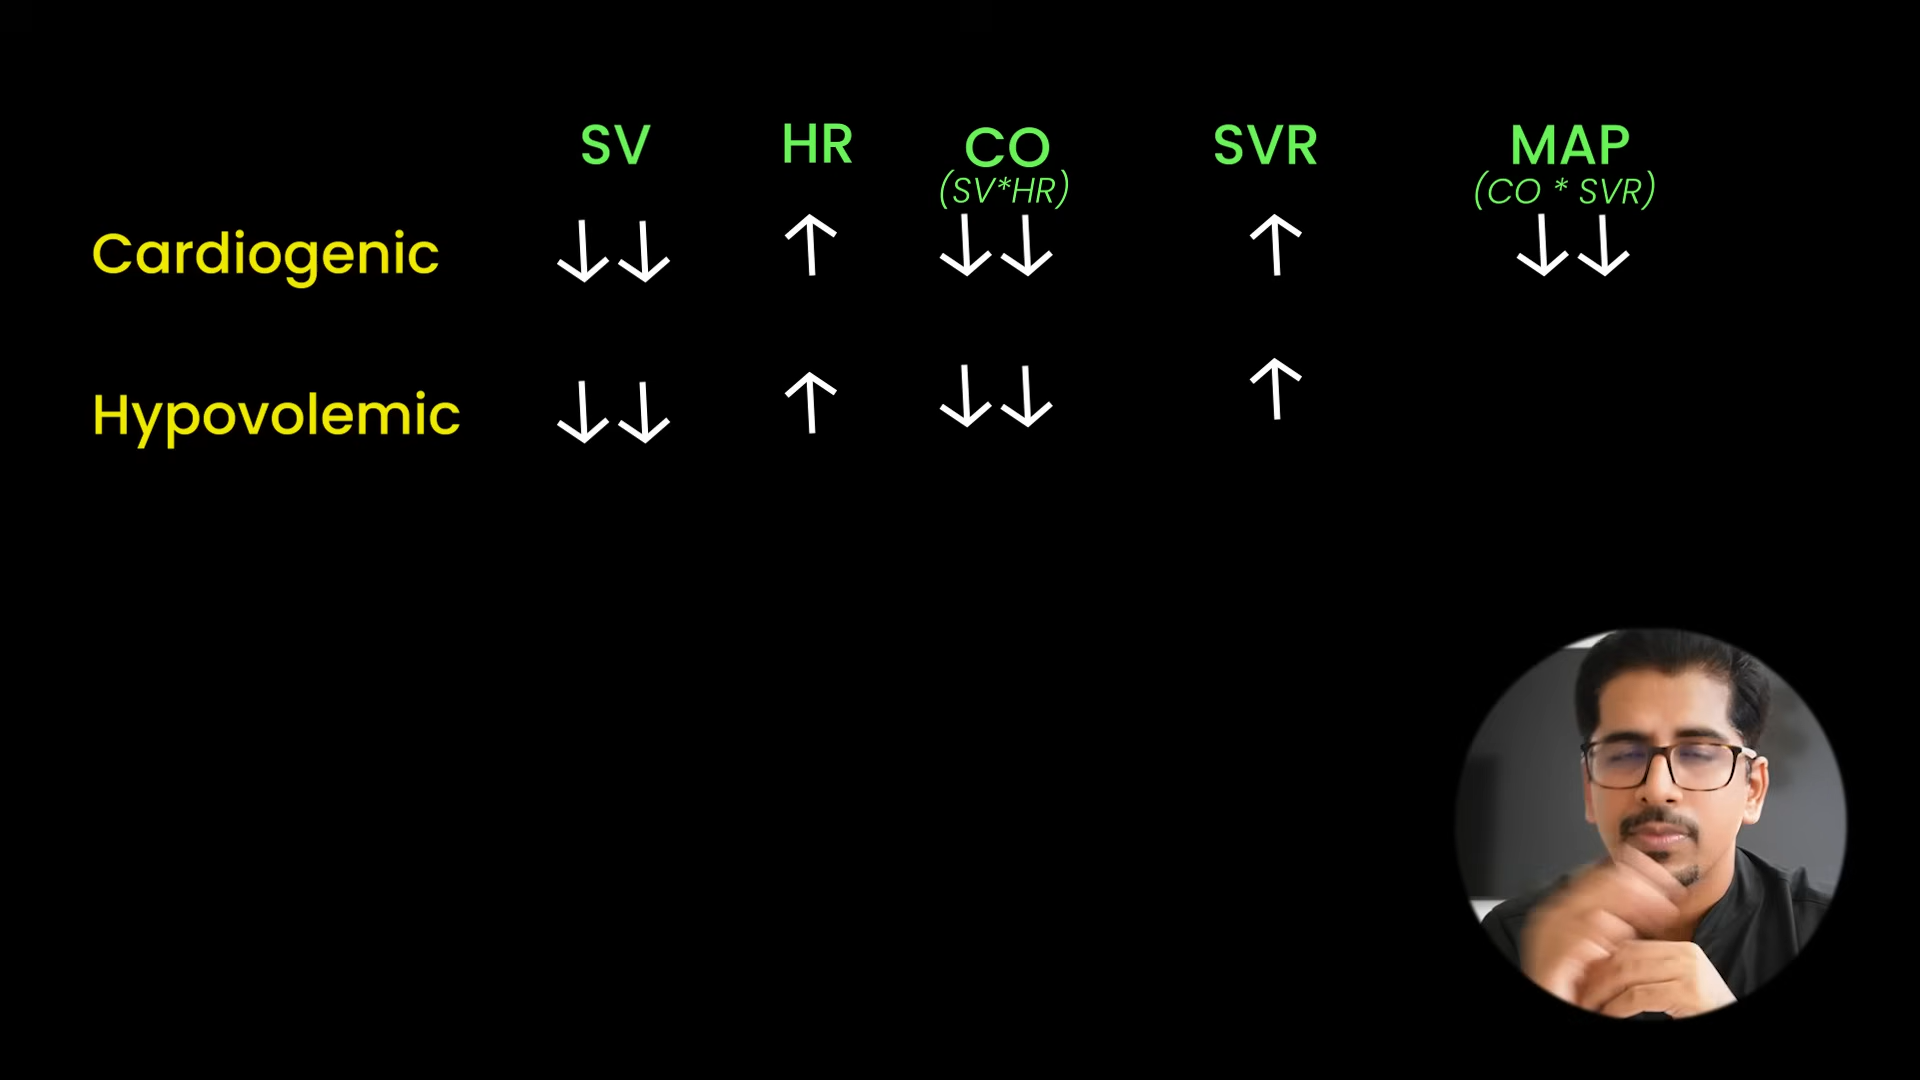 SV HR CO SVR MAP
(SV*HR) (CO * SVR)
Cardiogenic ↓↓ ↑ ↓↓ ↑ ↓↓
Hypovolemic ↓↓ ↑ ↓↓ ↑